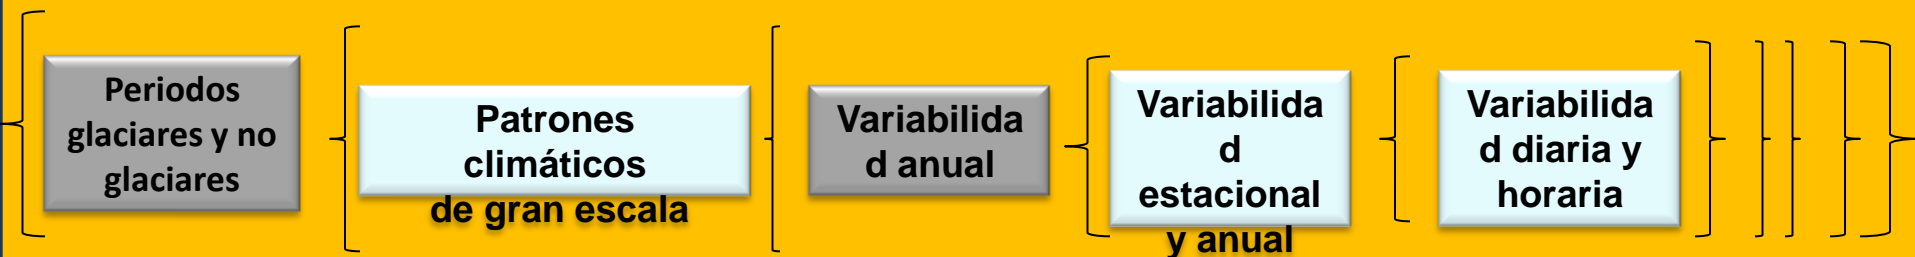 Periodos
glaciares y no
glaciares
Patrones
climáticos
de gran escala
Variabilida
d anual
Variabilida
d
estacional
y anual
Variabilida
d diaria y
horaria